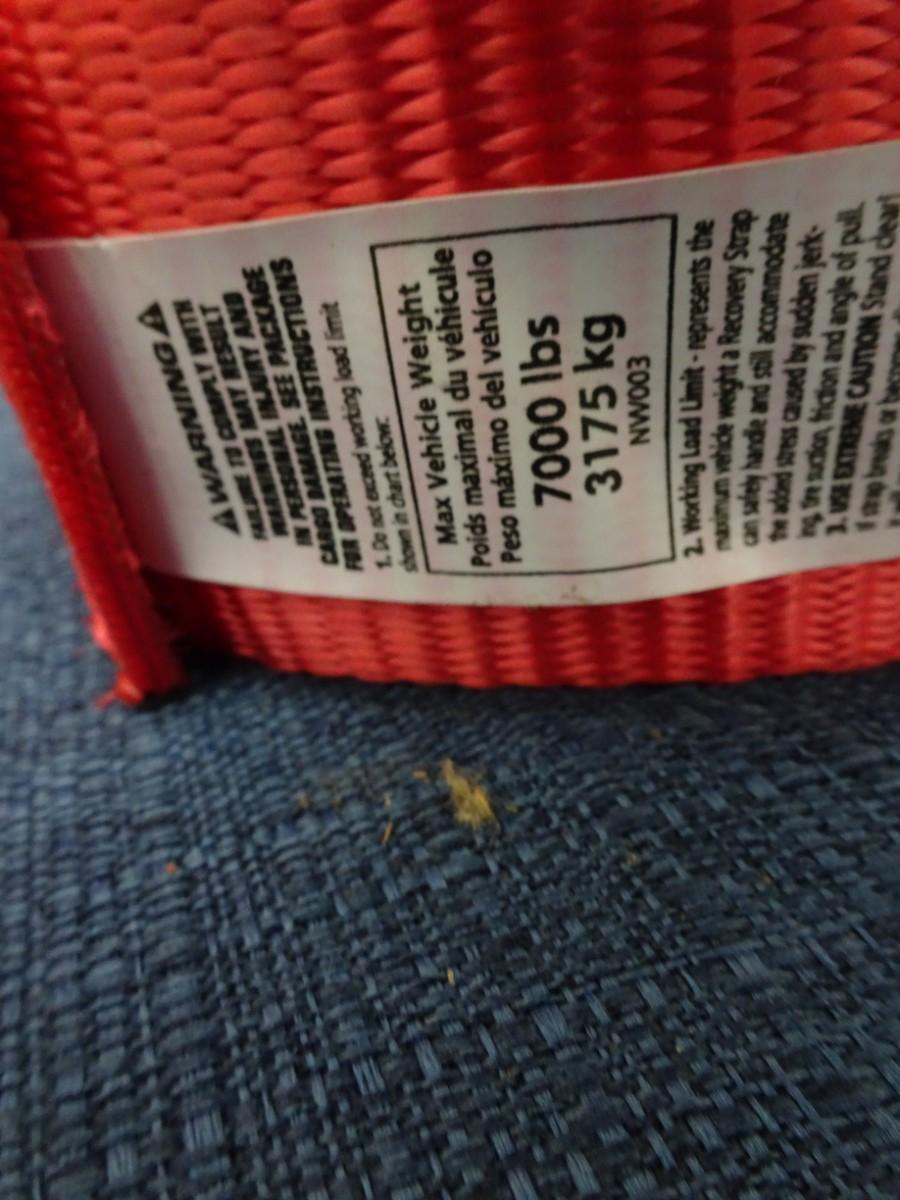 ⚠WARNING⚠
FAILURE TO COMPLY WITH
WARNINGS MAY RESULT
IN PERSONAL INJURY AND
CARGO DAMAGE. SEE PACKAGE
FOR OPERATING INSTRUCTIONS
1. Do not exceed working load limit
shown in chart below:
Max Vehicle Weight
Poids maximal du véhicule
Peso máximo del vehículo
7000 lbs
3175 kg
NW003
2. Working Load Limit - represents the
maximum vehicle weight a Recovery Strap
can safely handle and still accommodate
the added stress caused by sudden jerk-
ing, tire suction, friction and angle of pull.
3. USE EXTREME CAUTION Stand clear!
If strap breaks or